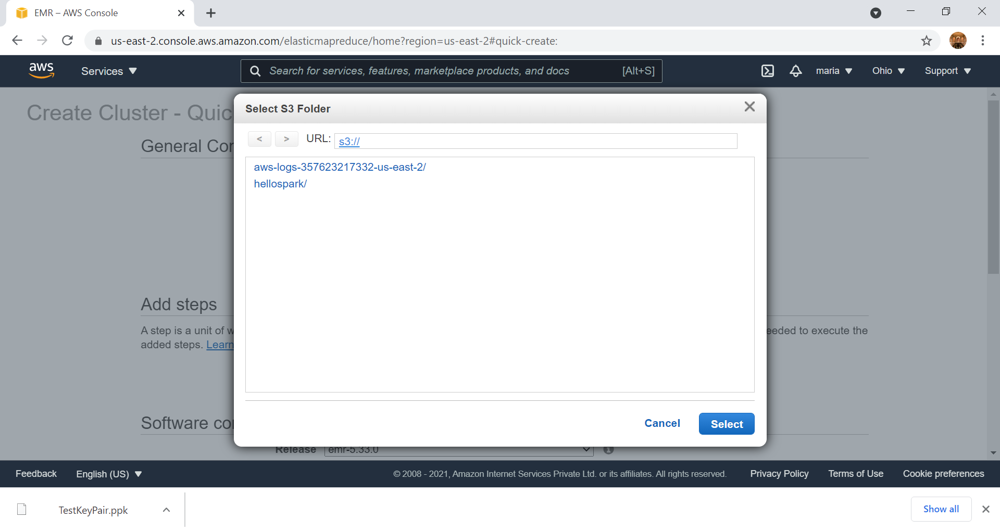 EMR – AWS Console
us-east-2.console.aws.amazon.com/elasticmapreduce/home?region=us-east-2#quick-create:
aws Services Search for services, features, marketplace products, and docs [Alt+S] maria Ohio Support
Create Cluster - Quic
Select S3 Folder
General Cor
< > URL: s3://
aws-logs-357623217332-us-east-2/
hellospark/
Add steps
A step is a unit of w eeded to execute the
added steps. Learn
Software co
Cancel Select
Release emr-5.33.0
Feedback English (US) © 2008 - 2021, Amazon Internet Services Private Ltd. or its affiliates. All rights reserved. Privacy Policy Terms of Use Cookie preferences
TestKeyPair.ppk Show all